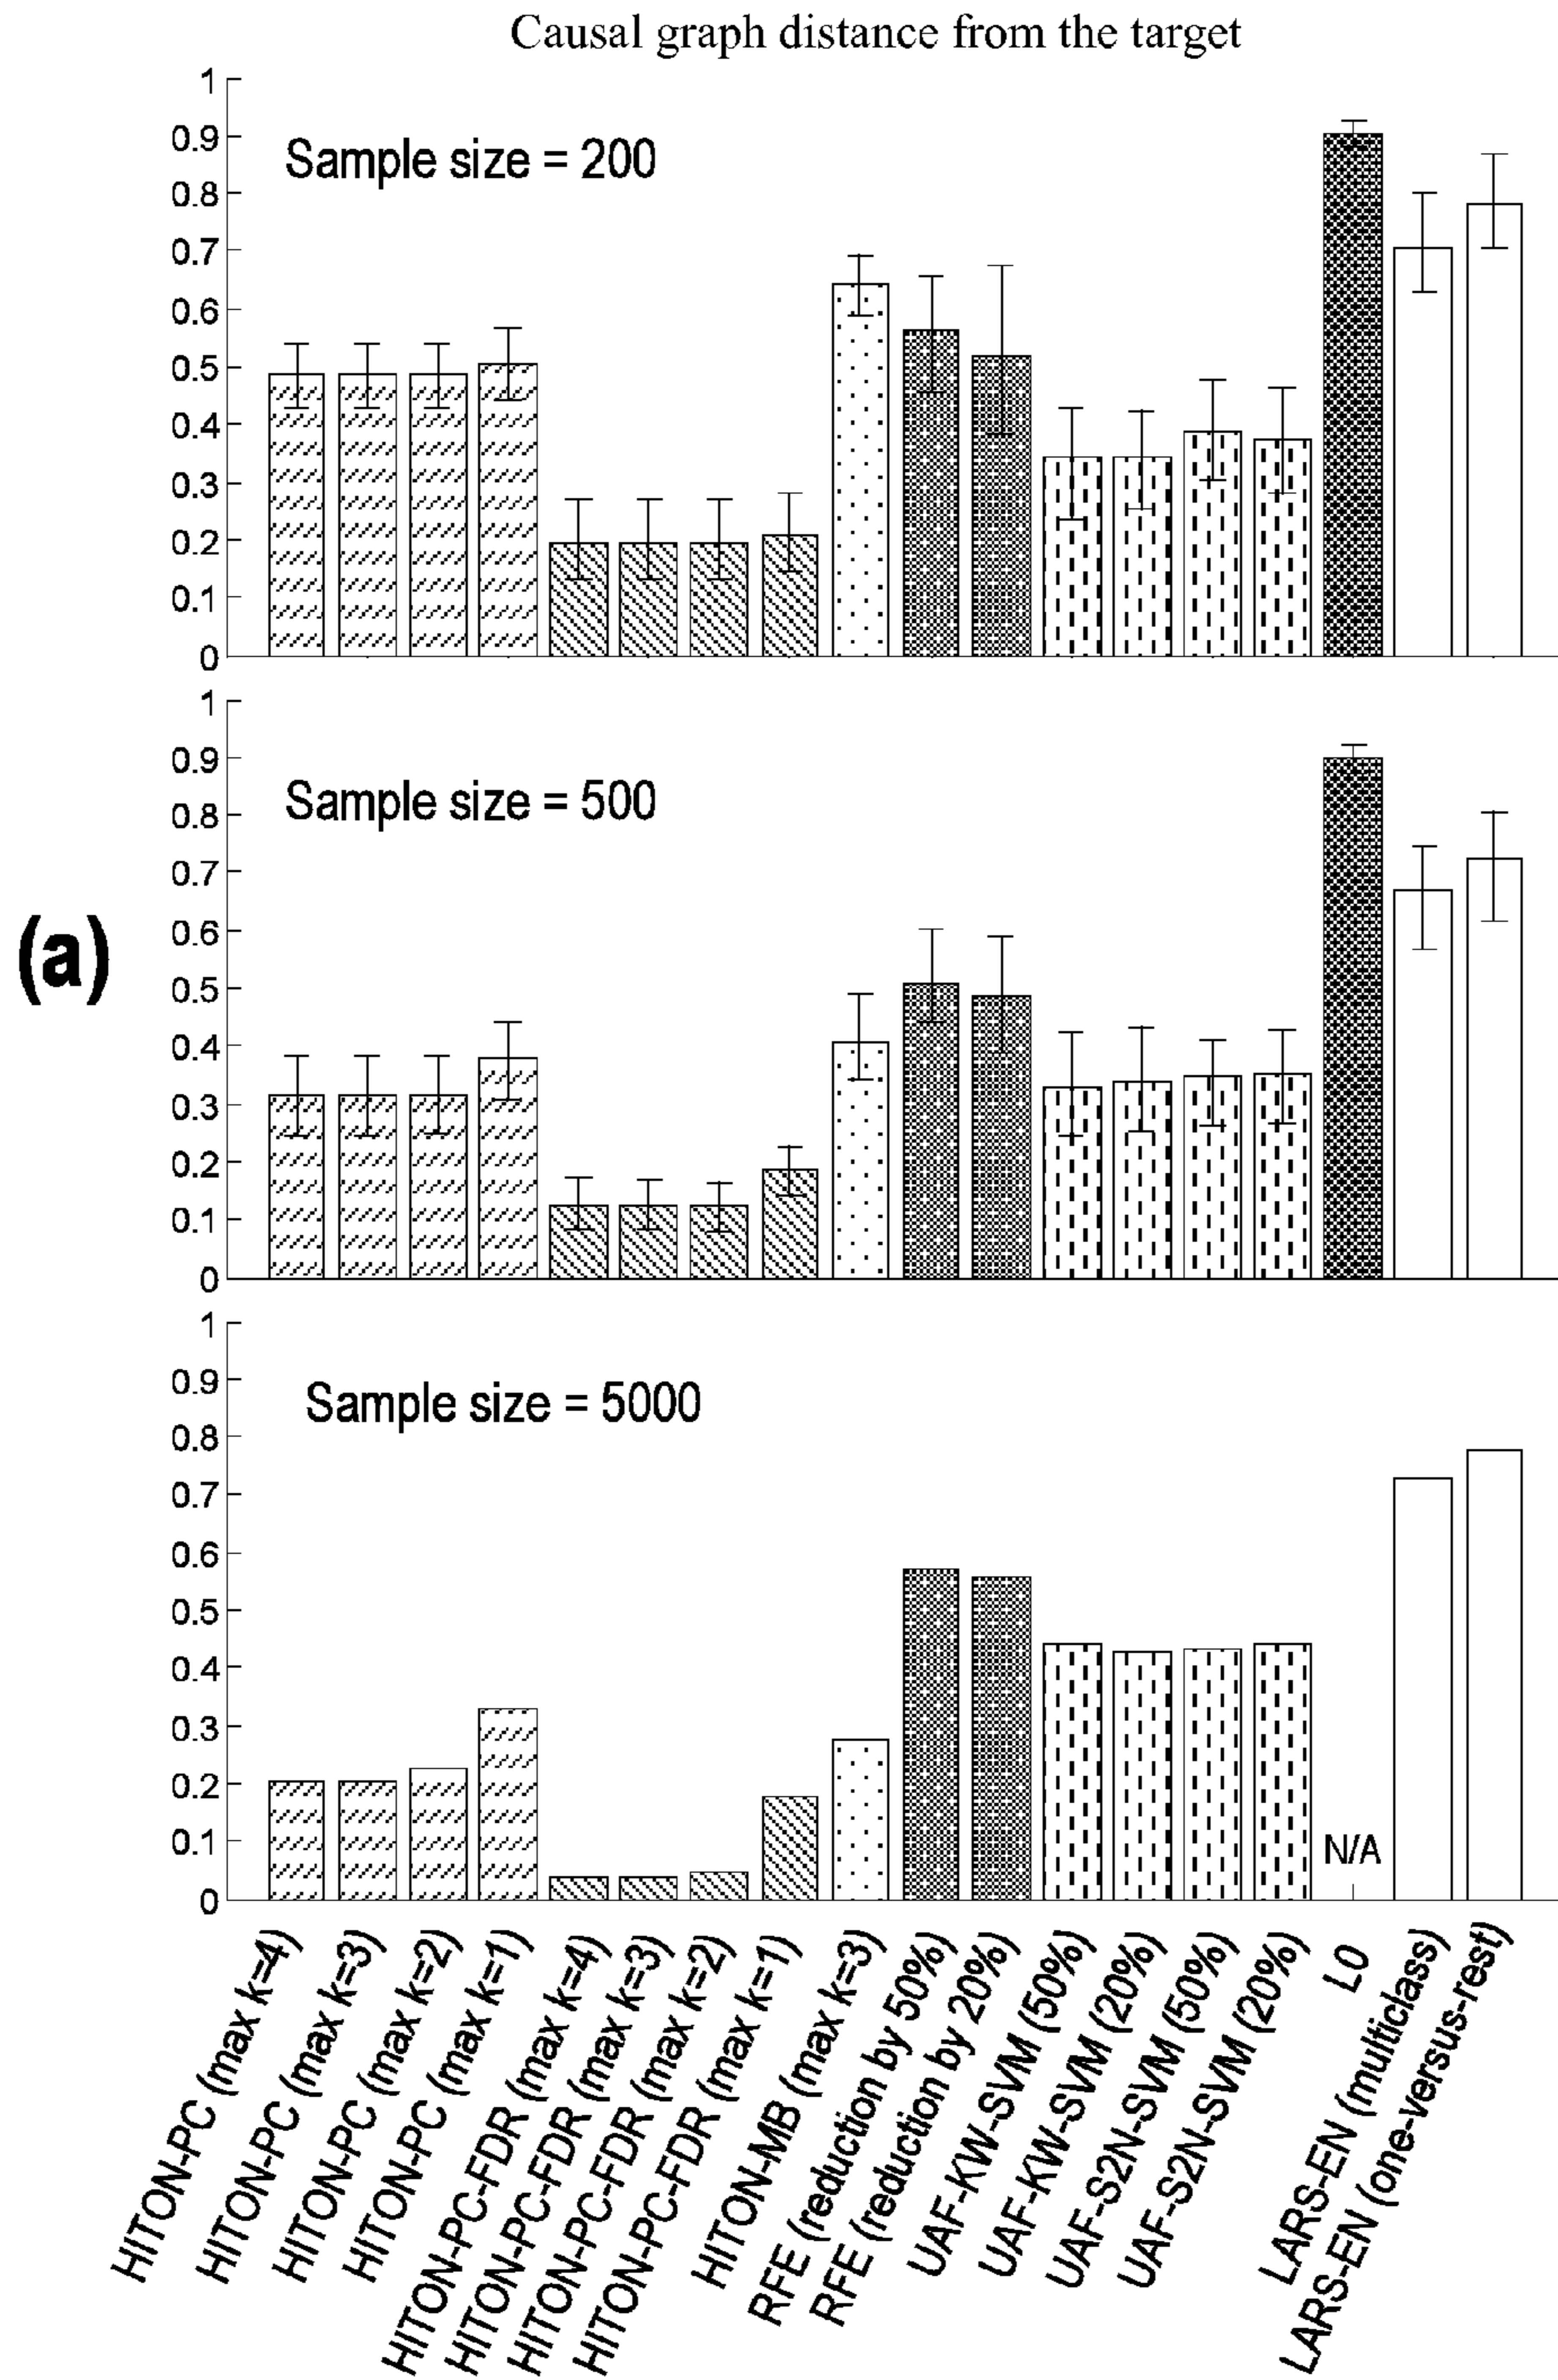 Causal graph distance from the target
1
0.9
0.8
0.7
0.6
0.5
0.4
0.3
0.2
0.1
0
Sample size = 200
1
0.9
0.8
0.7
0.6
0.5
0.4
0.3
0.2
0.1
0
Sample size = 500
(a)
1
0.9
0.8
0.7
0.6
0.5
0.4
0.3
0.2
0.1
0
Sample size = 5000
N/A
HITON-PC (max k=4)
HITON-PC (max k=3)
HITON-PC (max k=2)
HITON-PC (max k=1)
HITON-PC-FDR (max k=4)
HITON-PC-FDR (max k=3)
HITON-PC-FDR (max k=2)
HITON-PC-FDR (max k=1)
HITON-MB (max k=3)
RFE (reduction by 50%)
RFE (reduction by 20%)
UAF-KW-SVM (50%)
UAF-KW-SVM (20%)
UAF-S2N-SVM (50%)
UAF-S2N-SVM (20%)
L0
LARS-EN (multiclass)
LARS-EN (one-versus-rest)